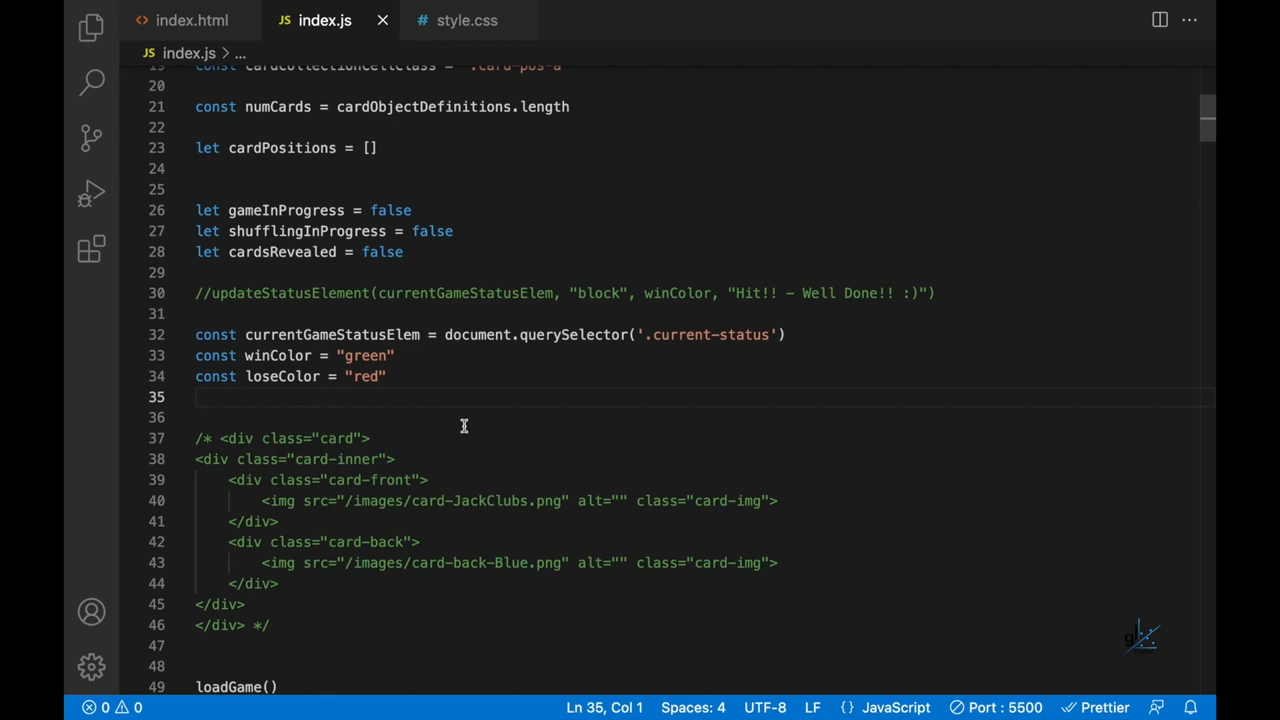 index.html
JS index.js
# style.css
JS index.js > ...
19 const cardCollectionCellClass = ".card-pos-a"
20
21 const numCards = cardObjectDefinitions.length
22
23 let cardPositions = []
24
25
26 let gameInProgress = false
27 let shufflingInProgress = false
28 let cardsRevealed = false
29
30 //updateStatusElement(currentGameStatusElem, "block", winColor, "Hit!! - Well Done!! :)")
31
32 const currentGameStatusElem = document.querySelector('.current-status')
33 const winColor = "green"
34 const loseColor = "red"
35
36
37 /* <div class="card">
38 <div class="card-inner">
39 <div class="card-front">
40 <img src="/images/card-JackClubs.png" alt="" class="card-img">
41 </div>
42 <div class="card-back">
43 <img src="/images/card-back-Blue.png" alt="" class="card-img">
44 </div>
45 </div>
46 </div> */
47
48
49 loadGame()
0 0 Ln 35, Col 1 Spaces: 4 UTF-8 LF {} JavaScript Port : 5500 Prettier